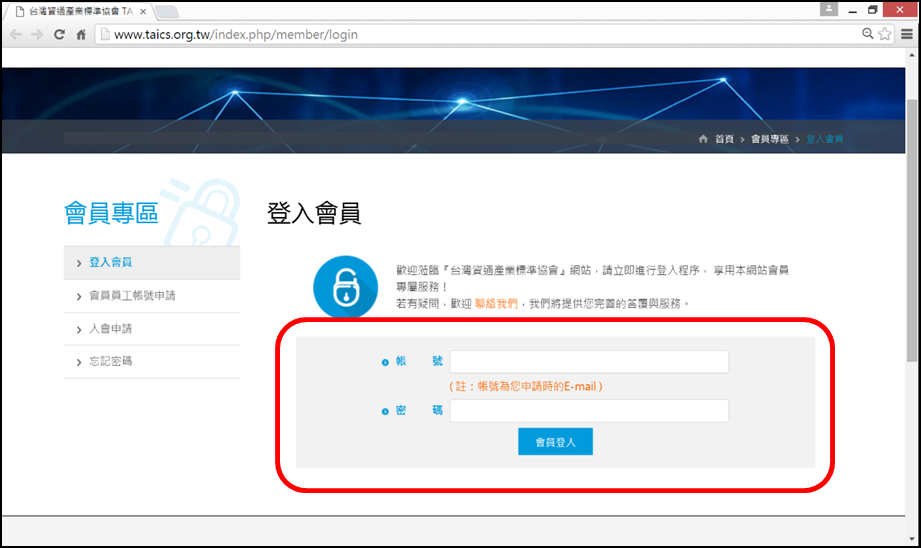 台灣資通產業標準協會 TA
www.taics.org.tw/index.php/member/login
首頁 > 會員專區 > 登入會員
會員專區
登入會員
會員員工帳號申請
入會申請
忘記密碼
登入會員
歡迎蒞臨『台灣資通產業標準協會』網站，請立即進行登入程序， 享用本網站會員
專屬服務！
若有疑問，歡迎 聯絡我們，我們將提供您完善的答覆與服務。
帳 號
( 註：帳號為您申請時的E-mail )
密 碼
會員登入